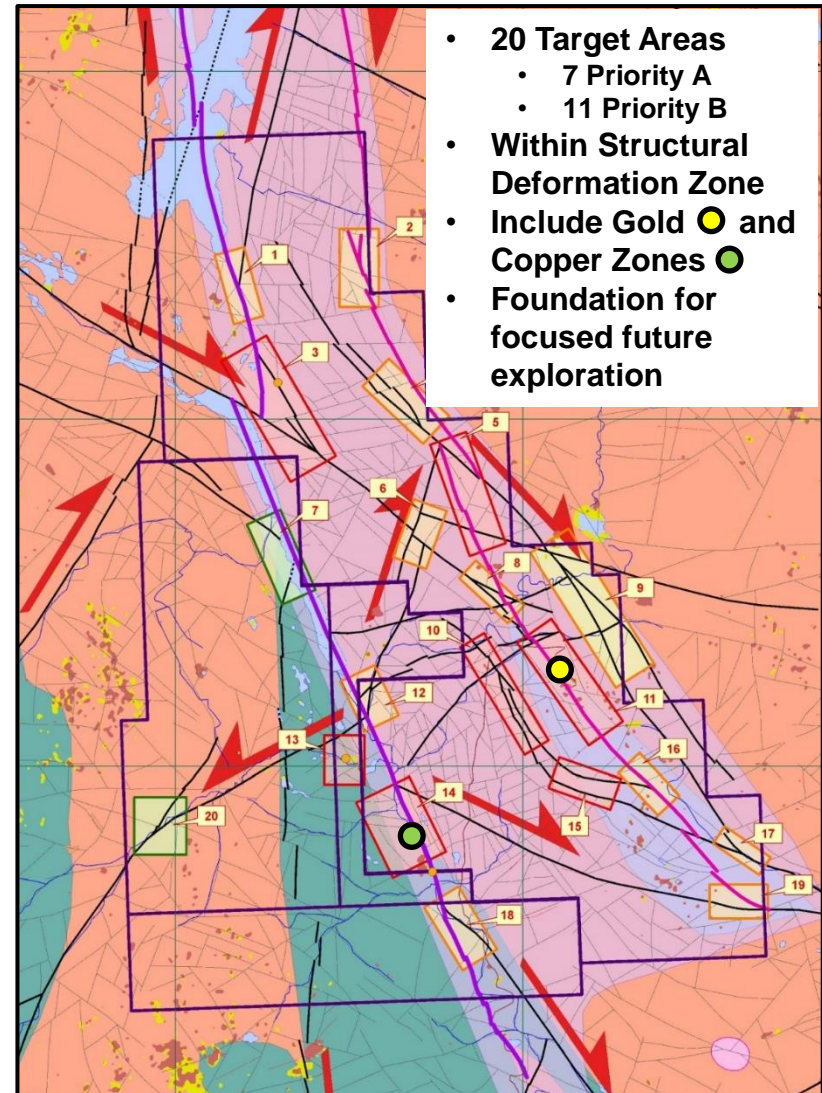 • 20 Target Areas
• 7 Priority A
• 11 Priority B
• Within Structural
Deformation Zone
• Include Gold and
Copper Zones
• Foundation for
focused future
exploration
2
1
3
5
6
7
8
9
10
11
12
13
14
16
15
20
17
19
18